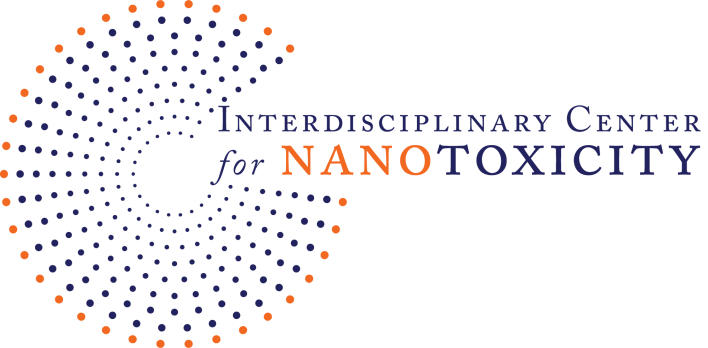 Interdisciplinary Center
for NANOTOXICITY